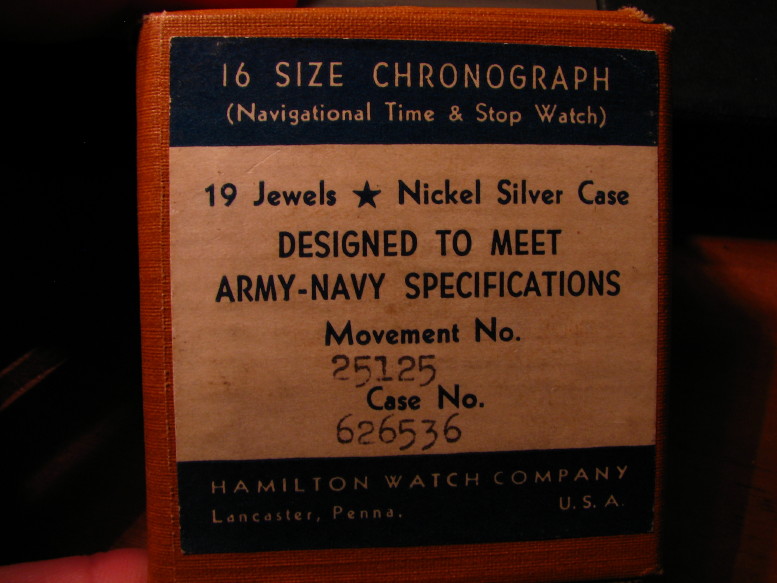 16 SIZE CHRONOGRAPH
(Navigational Time & Stop Watch)
19 Jewels ★ Nickel Silver Case
DESIGNED TO MEET
ARMY-NAVY SPECIFICATIONS
Movement No.
25125
Case No.
626536
HAMILTON WATCH COMPANY
Lancaster, Penna. U. S. A.